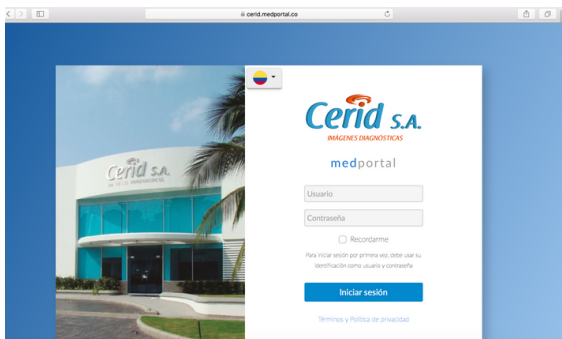 cerid.medportal.co
Cerid S.A.
Cerid S.A.
IMÁGENES DIAGNÓSTICAS
medportal
Usuario
Contraseña
Recordarme
Para iniciar sesión por primera vez, debe usar su
identificación como usuario y contraseña
Iniciar sesión
Términos y Política de privacidad